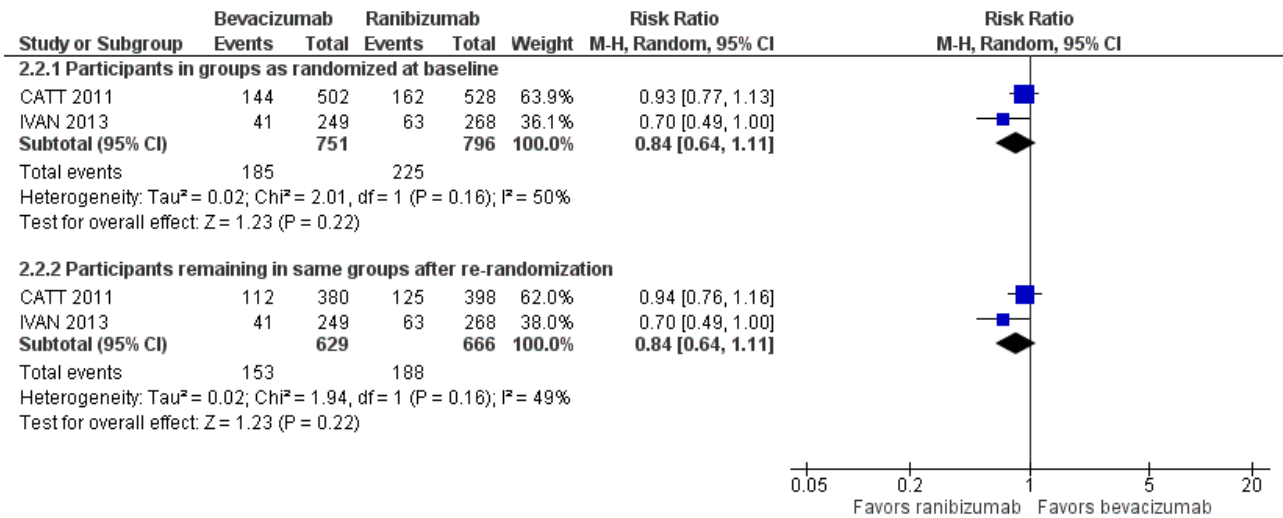 Bevacizumab Ranibizumab Risk Ratio Risk Ratio
Study or Subgroup Events Total Events Total Weight M-H, Random, 95% CI M-H, Random, 95% CI
2.2.1 Participants in groups as randomized at baseline
CATT 2011 144 502 162 528 63.9% 0.93 [0.77, 1.13]
IVAN 2013 41 249 63 268 36.1% 0.70 [0.49, 1.00]
Subtotal (95% CI) 751 796 100.0% 0.84 [0.64, 1.11]
Total events 185 225
Heterogeneity: Tau² = 0.02; Chi² = 2.01, df = 1 (P = 0.16); I² = 50%
Test for overall effect: Z = 1.23 (P = 0.22)
2.2.2 Participants remaining in same groups after re-randomization
CATT 2011 112 380 125 398 62.0% 0.94 [0.76, 1.16]
IVAN 2013 41 249 63 268 38.0% 0.70 [0.49, 1.00]
Subtotal (95% CI) 629 666 100.0% 0.84 [0.64, 1.11]
Total events 153 188
Heterogeneity: Tau² = 0.02; Chi² = 1.94, df = 1 (P = 0.16); I² = 49%
Test for overall effect: Z = 1.23 (P = 0.22)
0.05 0.2 1 5 20
Favors ranibizumab Favors bevacizumab